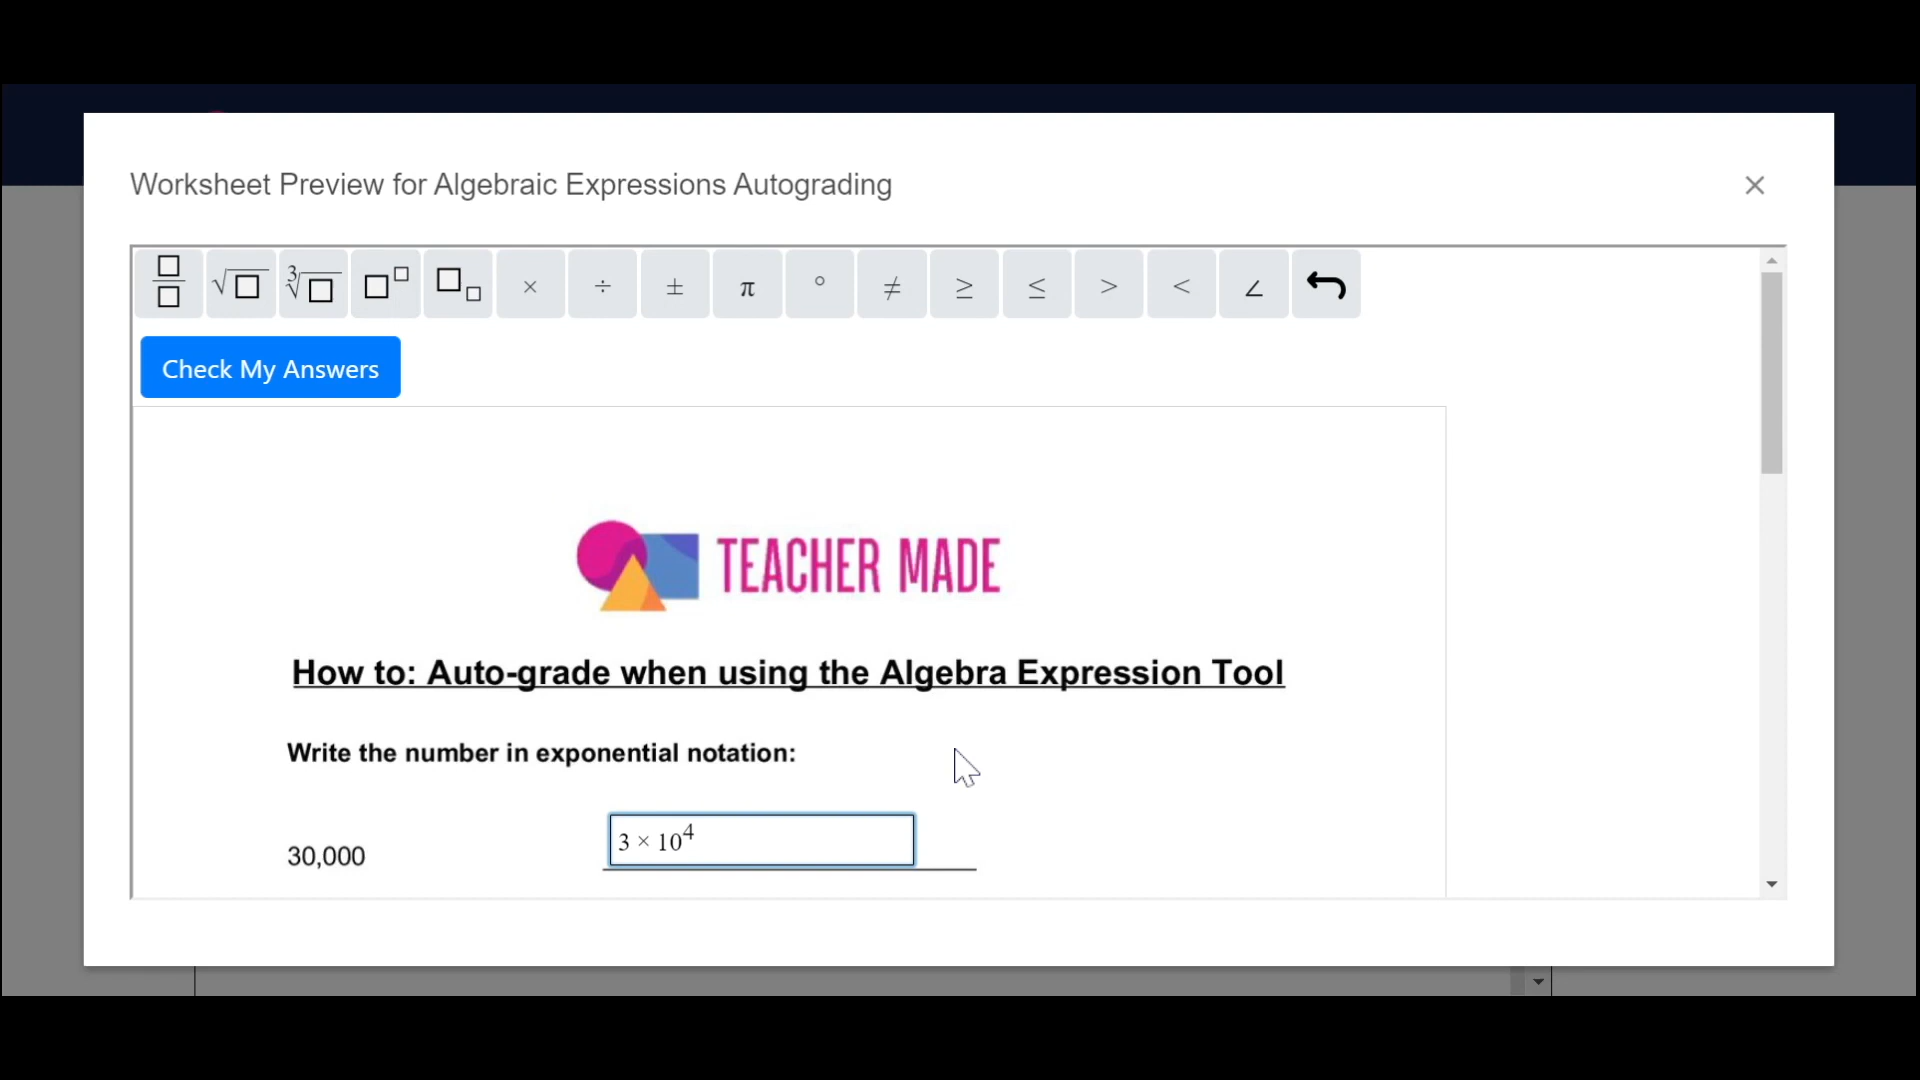 Worksheet Preview for Algebraic Expressions Autograding ×
√ 3√ × ÷ ± π ° ≠ ≥ ≤ > < ∠
Check My Answers
TEACHER MADE
How to: Auto-grade when using the Algebra Expression Tool
Write the number in exponential notation:
30,000 3 × 10⁴